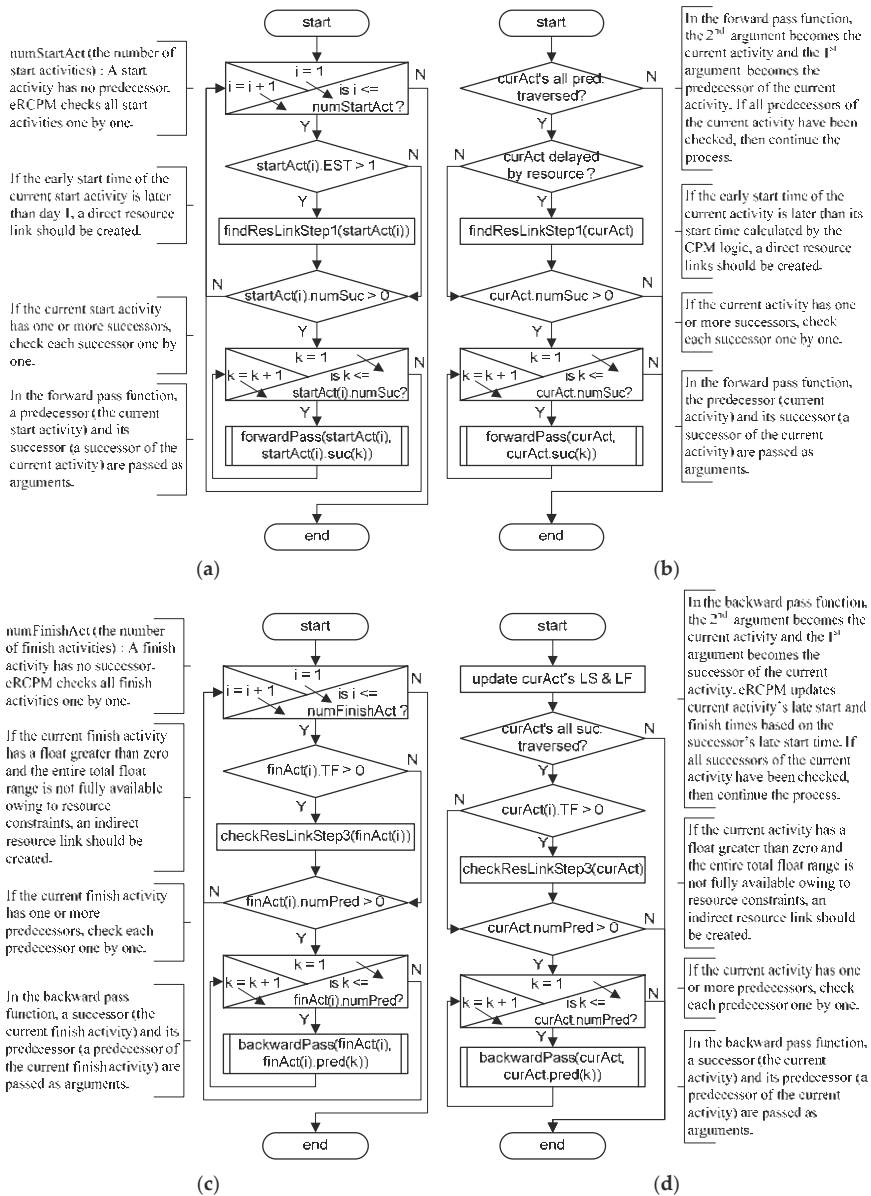 numStartAct (the number of
start activities) : A start
activity has no predecessor.
eRCPM checks all start
activities one by one.
If the early start time of the
current start activity is later
than day 1, a direct resource
link should be created.
If the current start activity
has one or more successors,
check each successor one by
one.
In the forward pass function,
a predecessor (the current
start activity) and its
successor (a successor of the
current activity) are passed as
arguments.
start
i = 1
i = i + 1
is i <=
numStartAct ?
N
Y
startAct(i).EST > 1
N
Y
findResLinkStep1(startAct(i))
N
startAct(i).numSuc > 0
Y
k = 1
k = k + 1
is k <=
startAct(i).numSuc?
N
Y
forwardPass(startAct(i),
startAct(i).suc(k))
end
(a)
start
curAct's all pred.
traversed?
N
Y
N
curAct delayed
by resource ?
Y
findResLinkStep1(curAct)
curAct.numSuc > 0
N
Y
k = 1
k = k + 1
is k <=
curAct.numSuc?
N
Y
forwardPass(curAct,
curAct.suc(k))
end
(b)
In the forward pass function,
the 2nd argument becomes the
current activity and the 1st
argument becomes the
predecessor of the current
activity. If all predecessors of
the current activity have been
checked, then continue the
process.
If the early start time of the
current activity is later than its
start time calculated by the
CPM logic, a direct resource
links should be created.
If the current activity has one
or more successors, check
each successor one by one.
In the forward pass function,
the predecessor (current
activity) and its successor (a
successor of the current
activity) are passed as
arguments.
numFinishAct (the number
of finish activities) : A finish
activity has no successor.
eRCPM checks all finish
activities one by one.
If the current finish activity
has a float greater than zero
and the entire total float
range is not fully available
owing to resource
constraints, an indirect
resource link should be
created.
If the current finish activity
has one or more
predecessors, check each
predecessor one by one.
In the backward pass
function, a successor (the
current finish activity) and its
predecessor (a predecessor of
the current finish activity) are
passed as arguments.
start
i = 1
i = i + 1
is i <=
numFinishAct ?
N
Y
finAct(i).TF > 0
N
Y
checkResLinkStep3(finAct(i))
N
finAct(i).numPred > 0
Y
k = 1
k = k + 1
is k <=
finAct(i).numPred?
N
Y
backwardPass(finAct(i),
finAct(i).pred(k))
end
(c)
start
update curAct's LS & LF
curAct's all suc.
traversed?
N
Y
N
curAct(i).TF > 0
Y
checkResLinkStep3(curAct)
curAct.numPred > 0
N
Y
k = 1
k = k + 1
is k <=
curAct.numPred?
N
Y
backwardPass(curAct,
curAct.pred(k))
end
(d)
In the backward pass function,
the 2nd argument becomes the
current activity and the 1st
argument becomes the
successor of the current
activity. eRCPM updates
current activity's late start and
finish times based on the
successor's late start time. If
all successors of the current
activity have been checked,
then continue the process.
If the current activity has a
float greater than zero and
the entire total float range is
not fully available owing to
resource constraints, an
indirect resource link should
be created.
If the current activity has one
or more predecessors, check
each predecessor one by one.
In the backward pass function,
a successor (the current
activity) and its predecessor (a
predecessor of the current
activity) are passed as
arguments.